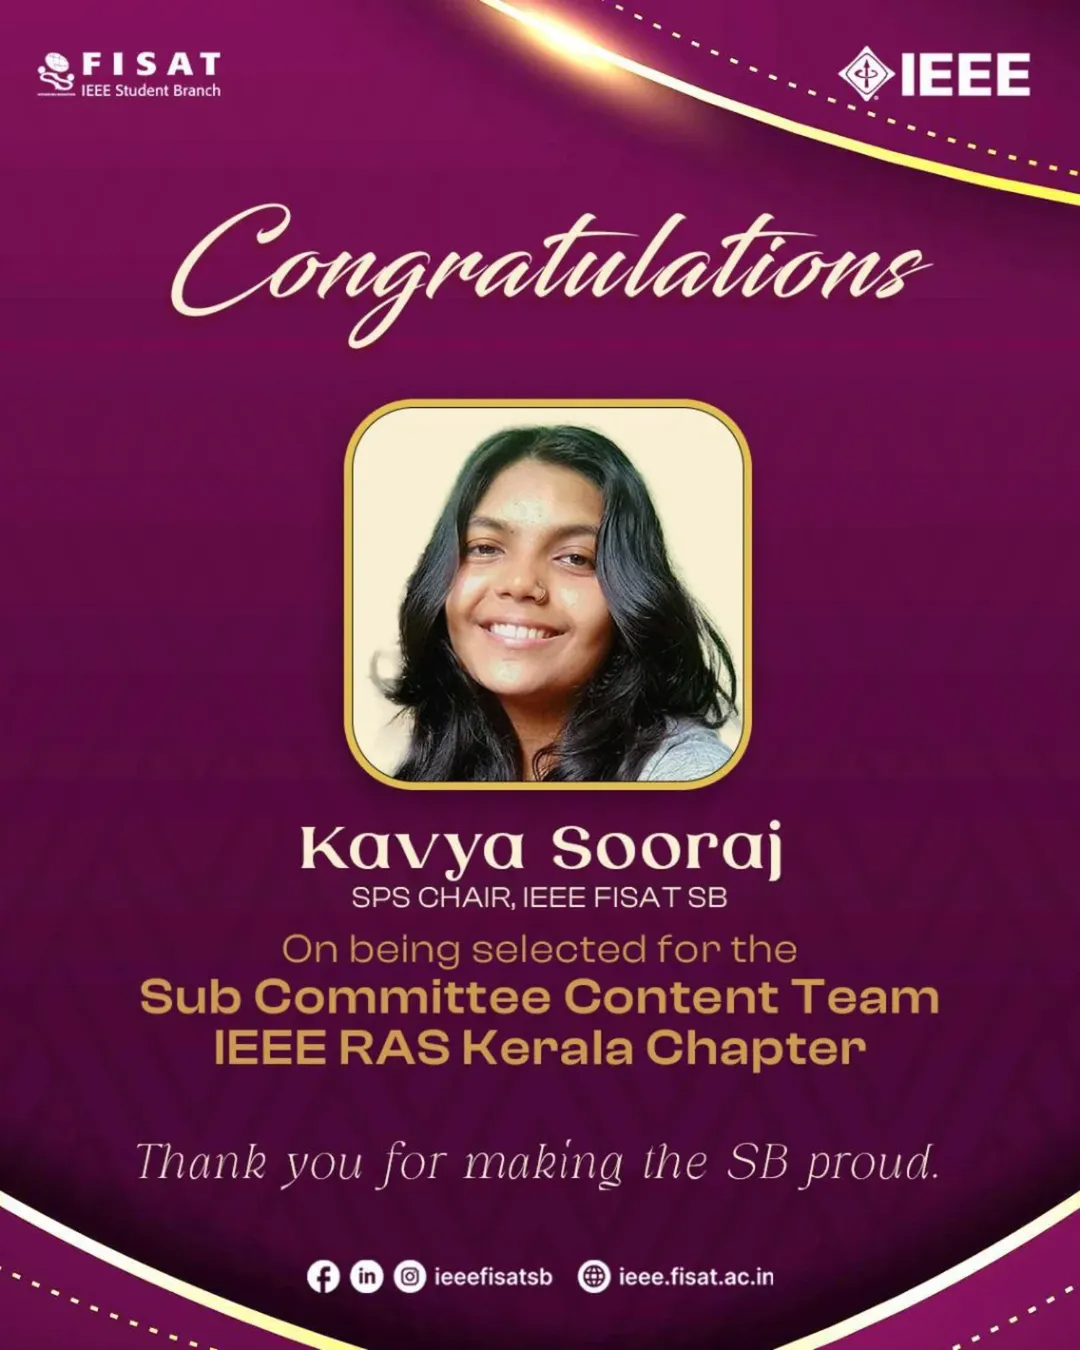 FISAT
IEEE Student Branch
IEEE
Congratulations
Kavya Sooraj
SPS CHAIR, IEEE FISAT SB
On being selected for the
Sub Committee Content Team
IEEE RAS Kerala Chapter
Thank you for making the SB proud.
ieeefisatsb ieee.fisat.ac.in